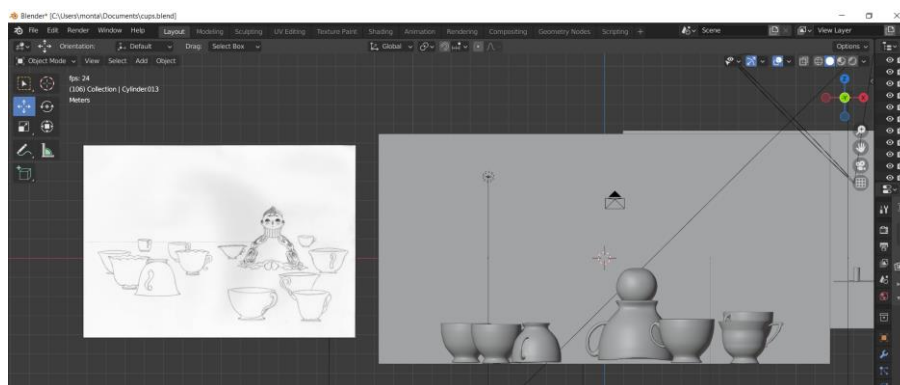 Blender* [C:\Users\monta\Documents\cups.blend]
File Edit Render Window Help Layout Modeling Sculpting UV Editing Texture Paint Shading Animation Rendering Compositing Geometry Nodes Scripting + Scene View Layer
Orientation: Default Drag: Select Box Global Options
Object Mode View Select Add Object
fps: 24
(106) Collection | Cylinder.013
Meters
Z
X